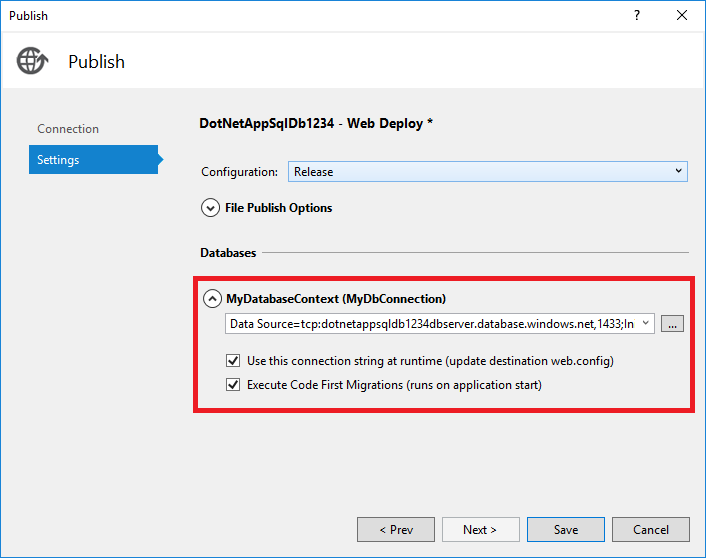 Publish
?
Publish
Connection
Settings
DotNetAppSqlDb1234 - Web Deploy *
Configuration: Release
File Publish Options
Databases
MyDatabaseContext (MyDbConnection)
Data Source=tcp:dotnetappsqldb1234dbserver.database.windows.net,1433;In
...
Use this connection string at runtime (update destination web.config)
Execute Code First Migrations (runs on application start)
< Prev Next > Save Cancel